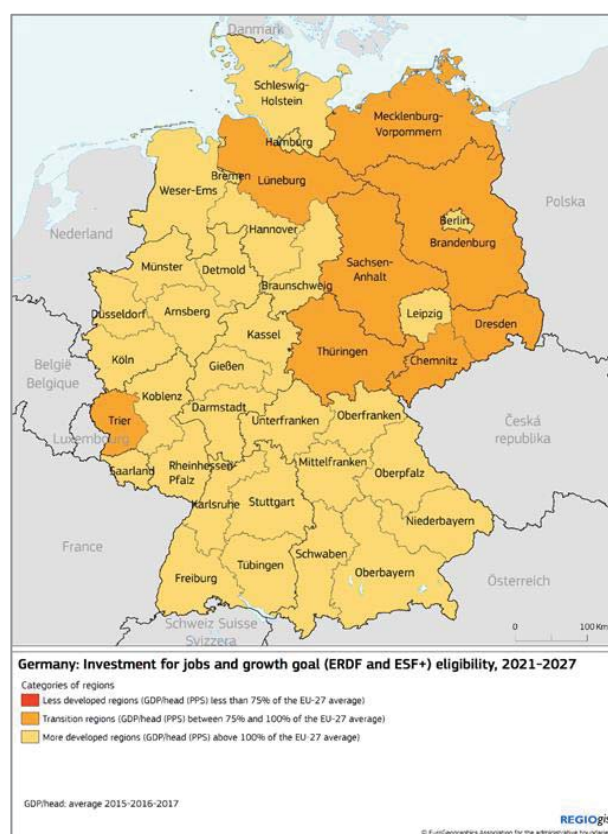 Danmark
Schleswig-
Holstein
Mecklenburg-
Vorpommern
Hamburg
Bremen
Lüneburg
Weser-Ems
Polska
Berlin
Hannover
Nederland
Brandenburg
Münster
Detmold
Sachsen-
Anhalt
Braunschweig
Düsseldorf
Arnsberg
Leipzig
Dresden
Kassel
Köln
Thüringen
Chemnitz
België
Belgique
Gießen
Koblenz
Trier
Darmstadt
Unterfranken
Oberfranken
Česká
republika
Luxembourg
Saarland
Rheinhessen-
Pfalz
Mittelfranken
Oberpfalz
Karlsruhe
Stuttgart
Niederbayern
France
Schwaben
Tübingen
Freiburg
Oberbayern
Österreich
Schweiz Suisse
Svizzera
0 100 Km
Germany: Investment for jobs and growth goal (ERDF and ESF+) eligibility, 2021-2027
Categories of regions
Less developed regions (GDP/head (PPS) less than 75% of the EU-27 average)
Transition regions (GDP/head (PPS) between 75% and 100% of the EU-27 average)
More developed regions (GDP/head (PPS) above 100% of the EU-27 average)
GDP/head: average 2015-2016-2017
REGIOgis
© EuroGeographics Association for the administrative boundaries